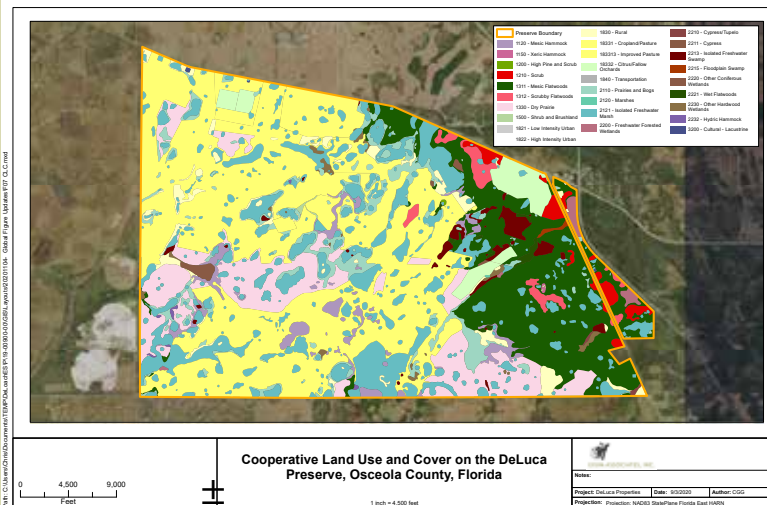 Preserve Boundary
1120 - Mesic Hammock
1150 - Xeric Hammock
1200 - High Pine and Scrub
1210 - Scrub
1311 - Mesic Flatwoods
1312 - Scrubby Flatwoods
1330 - Dry Prairie
1500 - Shrub and Brushland
1821 - Low Intensity Urban
1822 - High Intensity Urban
1830 - Rural
18331 - Cropland/Pasture
183313 - Improved Pasture
18332 - Citrus/Fallow
Orchards
1840 - Transportation
2110 - Prairies and Bogs
2120 - Marshes
2121 - Isolated Freshwater
Marsh
2200 - Freshwater Forested
Wetlands
2210 - Cypress/Tupelo
2211 - Cypress
2213 - Isolated Freshwater
Swamp
2215 - Floodplain Swamp
2220 - Other Coniferous
Wetlands
2221 - Wet Flatwoods
2230 - Other Hardwood
Wetlands
2232 - Hydric Hammock
3200 - Cultural - Lacustrine
0 4,500 9,000
Feet
Cooperative Land Use and Cover on the DeLuca
Preserve, Osceola County, Florida
1 inch = 4,500 feet
Notes:
Project: DeLuca Properties Date: 9/3/2020 Author: CGG
Projection: Projection: NAD83 StatePlane Florida East HARN